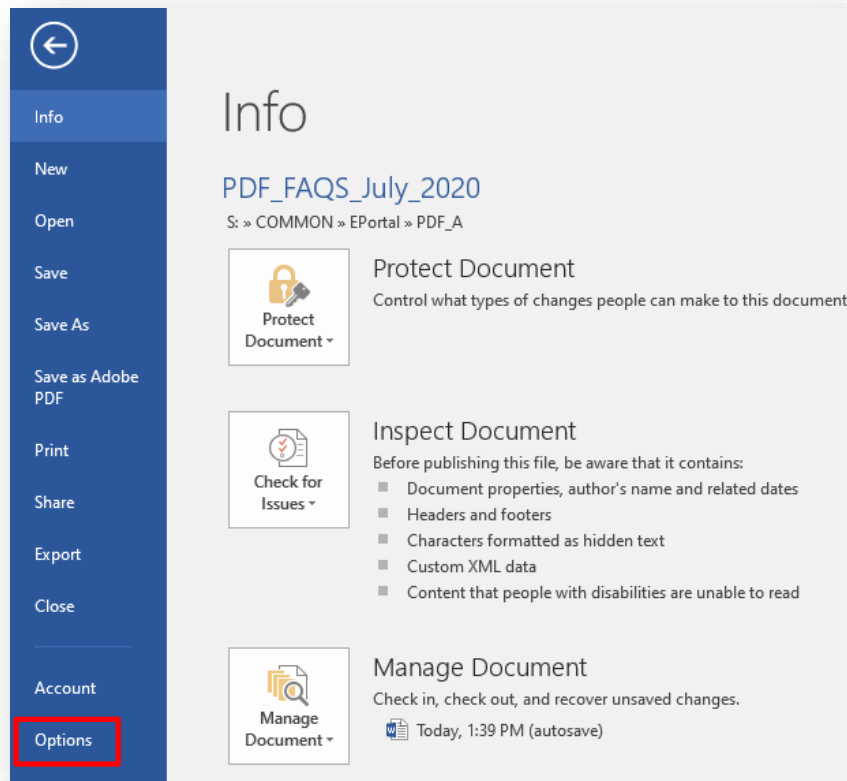 Info
New
Open
Save
Save As
Save as Adobe
PDF
Print
Share
Export
Close
Account
Options
Info
PDF_FAQS_July_2020
S: » COMMON » EPortal » PDF_A
Protect
Document
Protect Document
Control what types of changes people can make to this document
Check for
Issues
Inspect Document
Before publishing this file, be aware that it contains:
Document properties, author's name and related dates
Headers and footers
Characters formatted as hidden text
Custom XML data
Content that people with disabilities are unable to read
Manage
Document
Manage Document
Check in, check out, and recover unsaved changes.
Today, 1:39 PM (autosave)